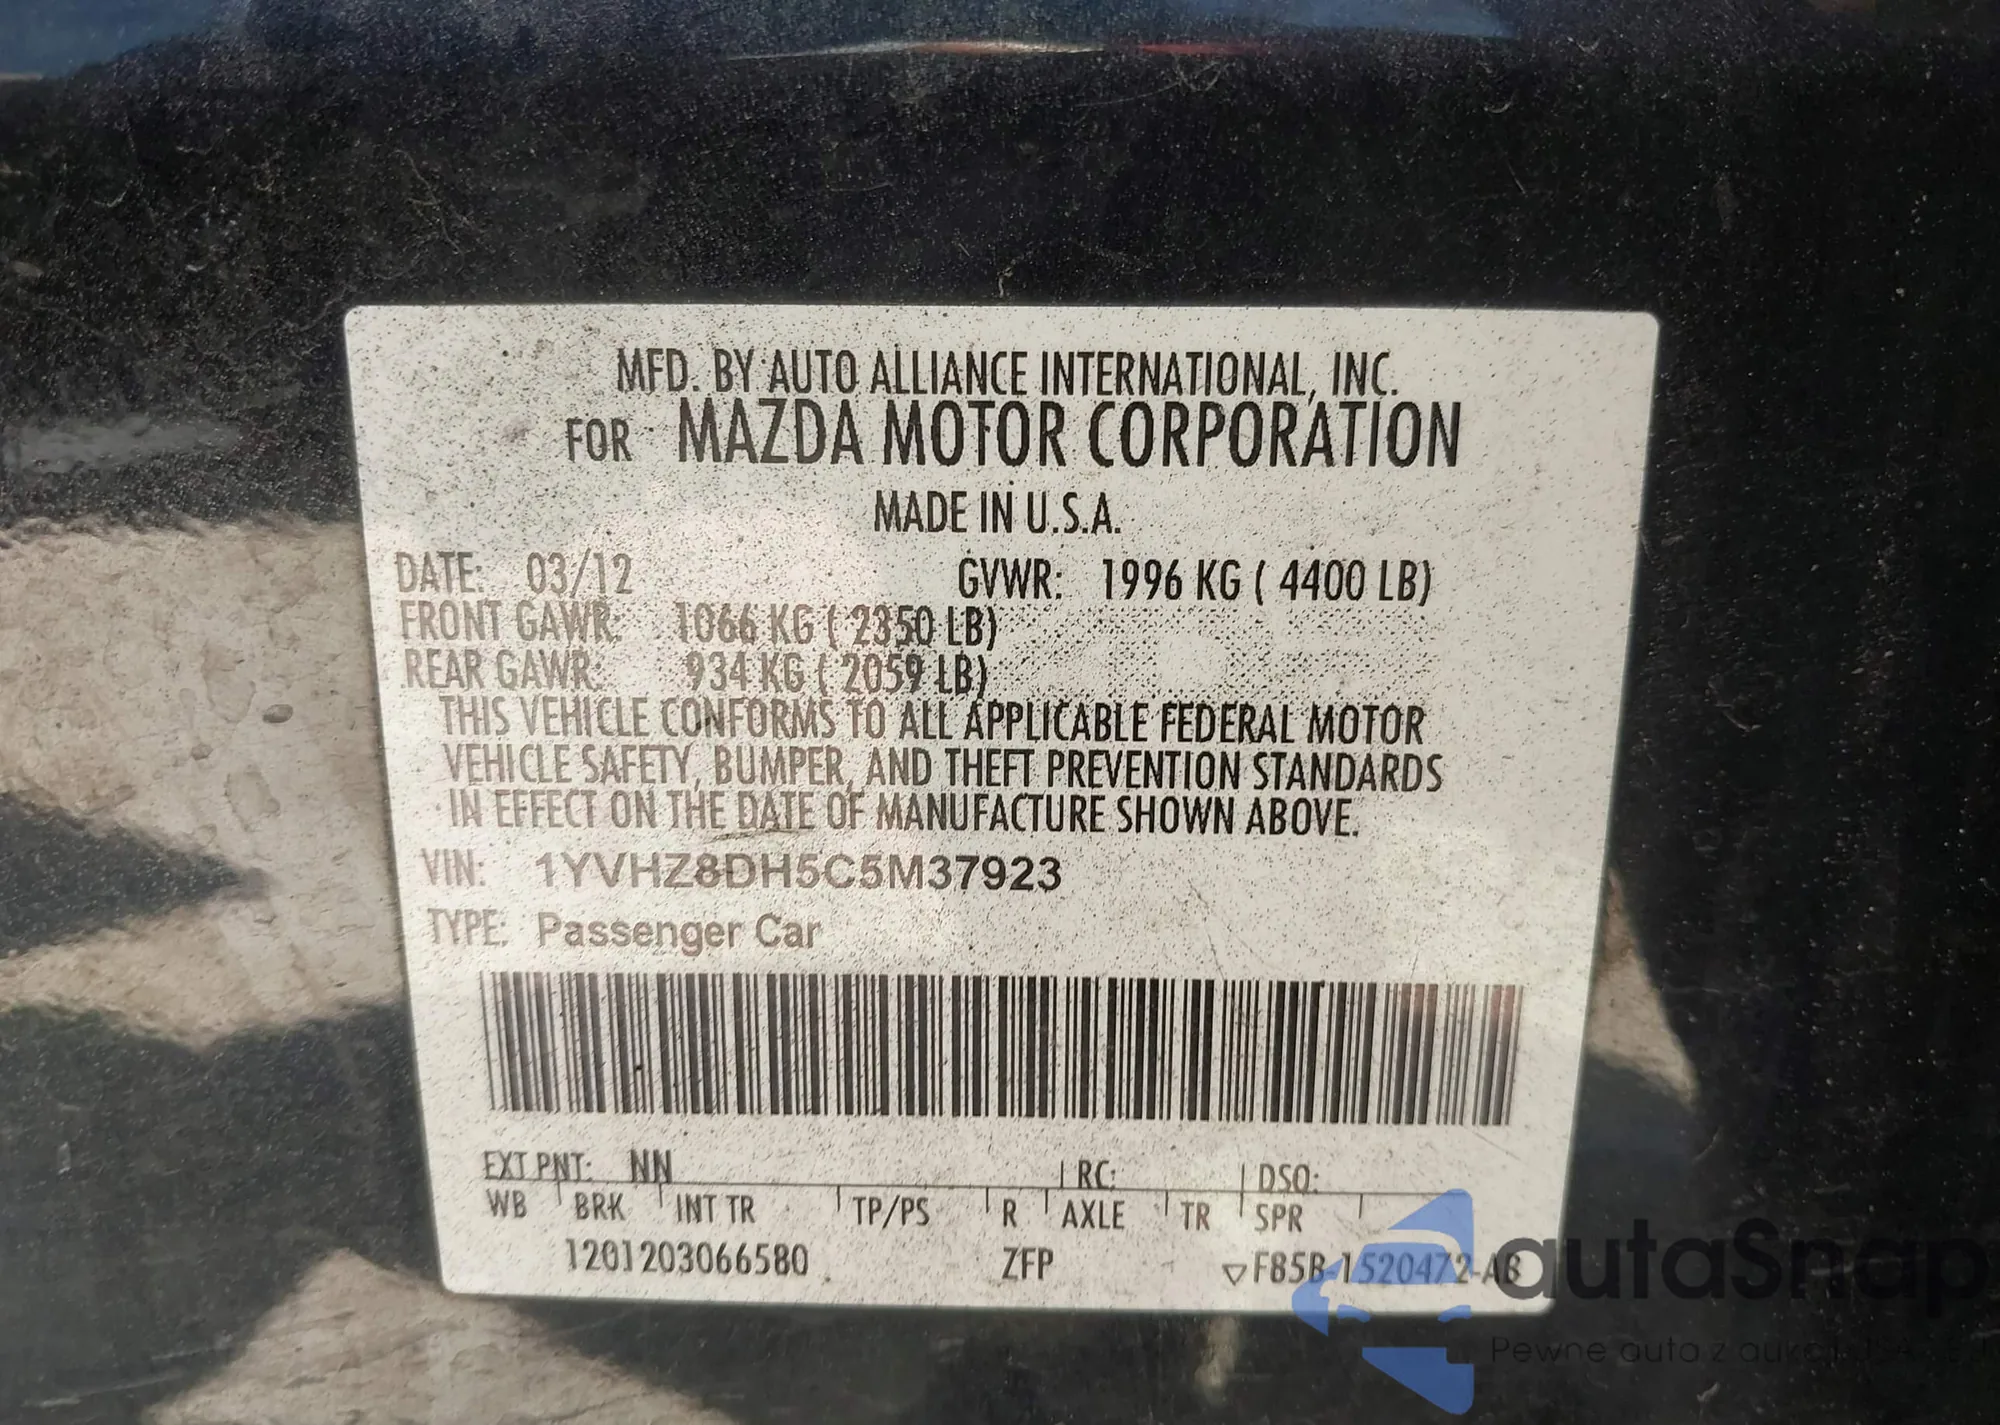 MFD. BY AUTO ALLIANCE INTERNATIONAL, INC.
FOR MAZDA MOTOR CORPORATION
MADE IN U.S.A.
DATE: 03/12 GVWR: 1996 KG ( 4400 LB)
FRONT GAWR: 1066 KG ( 2350 LB)
REAR GAWR: 934 KG ( 2059 LB)
THIS VEHICLE CONFORMS TO ALL APPLICABLE FEDERAL MOTOR
VEHICLE SAFETY, BUMPER, AND THEFT PREVENTION STANDARDS
IN EFFECT ON THE DATE OF MANUFACTURE SHOWN ABOVE.
VIN: 1YVHZ8DH5C5M37923
TYPE: Passenger Car
EXT PNT: NN RC: DSO:
WB BRK INT TR TP/PS R AXLE TR SPR
1201203066580 ZFP ▽F85B-1520472-AB
autaSnap
Pewne auta z